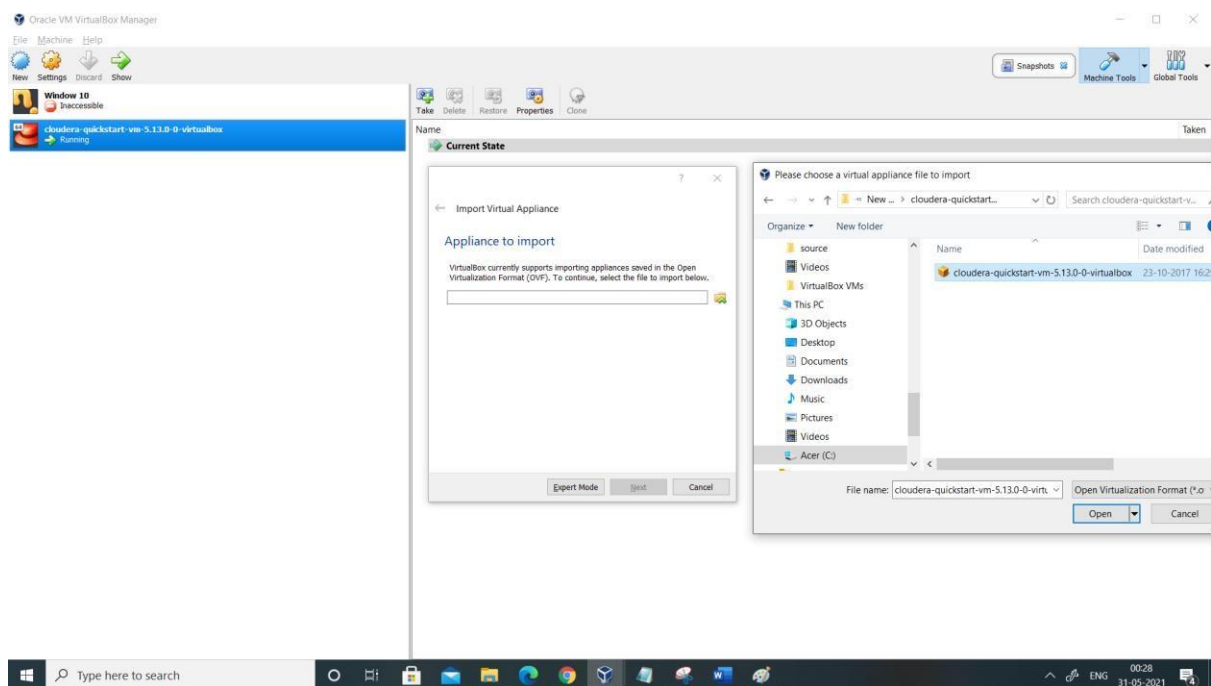 Oracle VM VirtualBox Manager
File Machine Help
New Settings Discard Show
Snapshots
Machine Tools
Global Tools
Window 10
Inaccessible
64
cloudera-quickstart-vm-5.13.0-0-virtualbox
Running
Take Delete Restore Properties Clone
Name Taken
Current State
?
Import Virtual Appliance
Appliance to import
VirtualBox currently supports importing appliances saved in the Open
Virtualization Format (OVF). To continue, select the file to import below.
Expert Mode Next Cancel
Please choose a virtual appliance file to import
« New ... > cloudera-quickstart...
Search cloudera-quickstart-v...
Organize New folder
source
Videos
VirtualBox VMs
This PC
3D Objects
Desktop
Documents
Downloads
Music
Pictures
Videos
Acer (C:)
Name Date modified
cloudera-quickstart-vm-5.13.0-0-virtualbox 23-10-2017 16:2
File name: cloudera-quickstart-vm-5.13.0-0-virtu
Open Virtualization Format (*.o
Open Cancel
Type here to search
ENG
00:28
31-05-2021